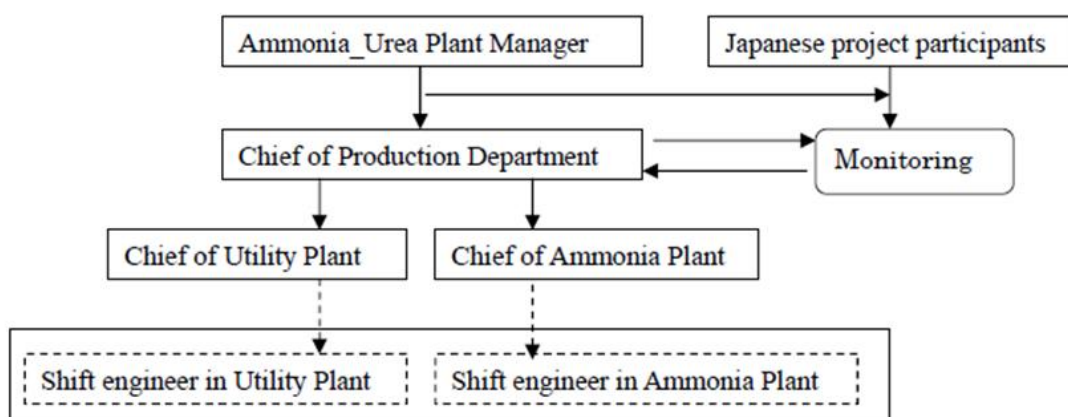 Ammonia_Urea Plant Manager
Japanese project participants
Chief of Production Department
Monitoring
Chief of Utility Plant
Chief of Ammonia Plant
Shift engineer in Utility Plant
Shift engineer in Ammonia Plant